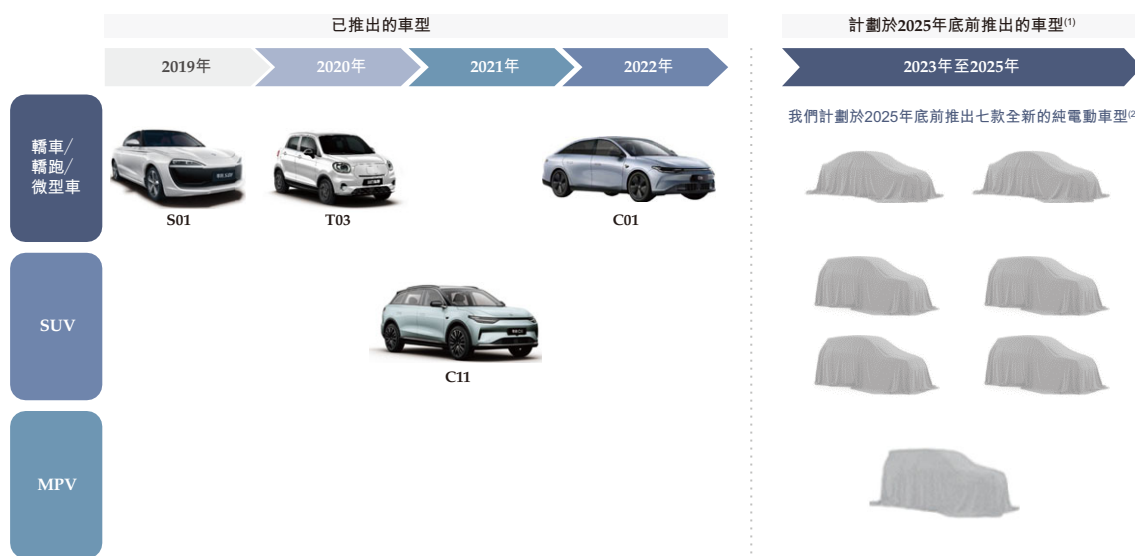 已推出的車型
計劃於2025年底前推出的車型(1)
2019年
2020年
2021年
2022年
2023年至2025年
我們計劃於2025年底前推出七款全新的純電動車型(2
轎車/
轎跑/
微型車
S01
T03
C01
SUV
C11
MPV